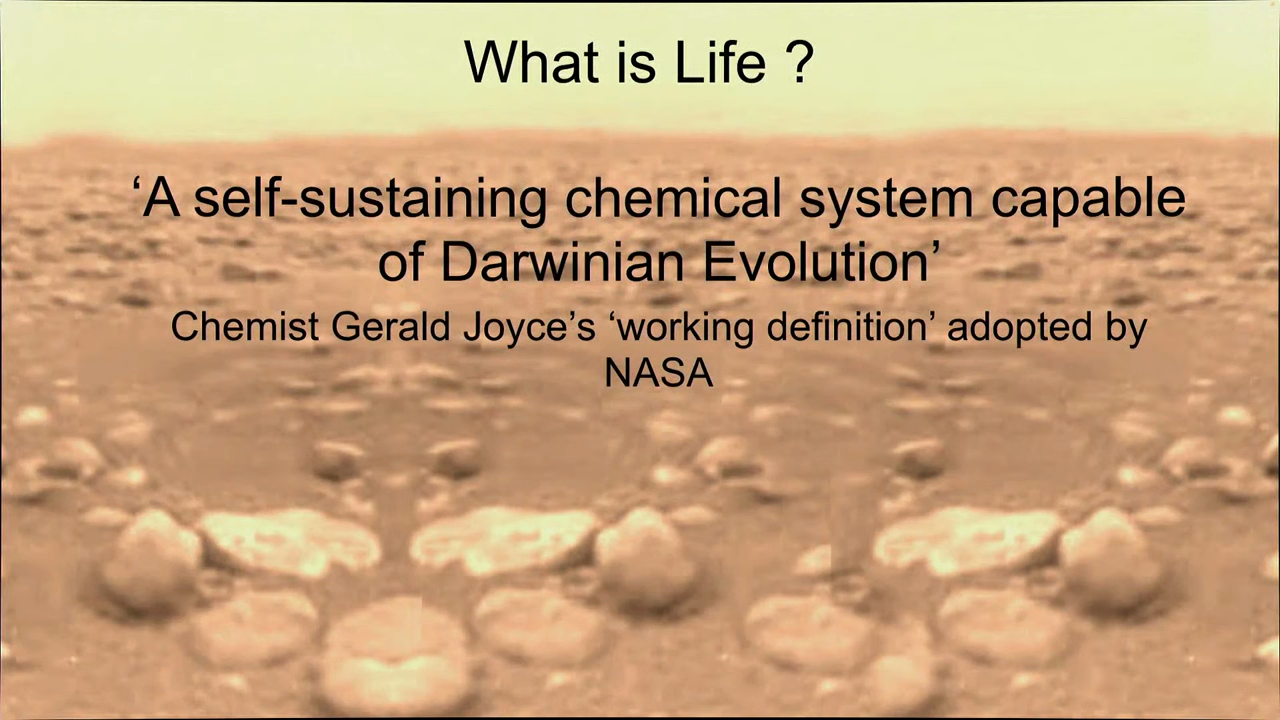 What is Life ?
‘A self-sustaining chemical system capable
of Darwinian Evolution’
Chemist Gerald Joyce’s ‘working definition’ adopted by
NASA